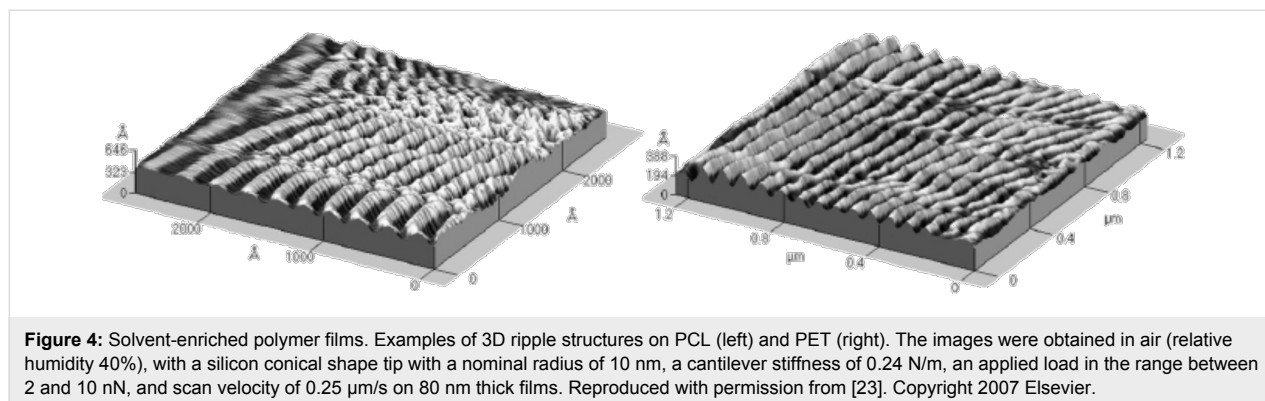 Å
646
323
0
2000
Å
1000
0
0
1000
Å
2000
Å
388
194
0
1.2
0.8
µm
0.4
0
0
0.4
µm
0.8
1.2
Figure 4: Solvent-enriched polymer films. Examples of 3D ripple structures on PCL (left) and PET (right). The images were obtained in air (relative
humidity 40%), with a silicon conical shape tip with a nominal radius of 10 nm, a cantilever stiffness of 0.24 N/m, an applied load in the range between
2 and 10 nN, and scan velocity of 0.25 µm/s on 80 nm thick films. Reproduced with permission from [23]. Copyright 2007 Elsevier.